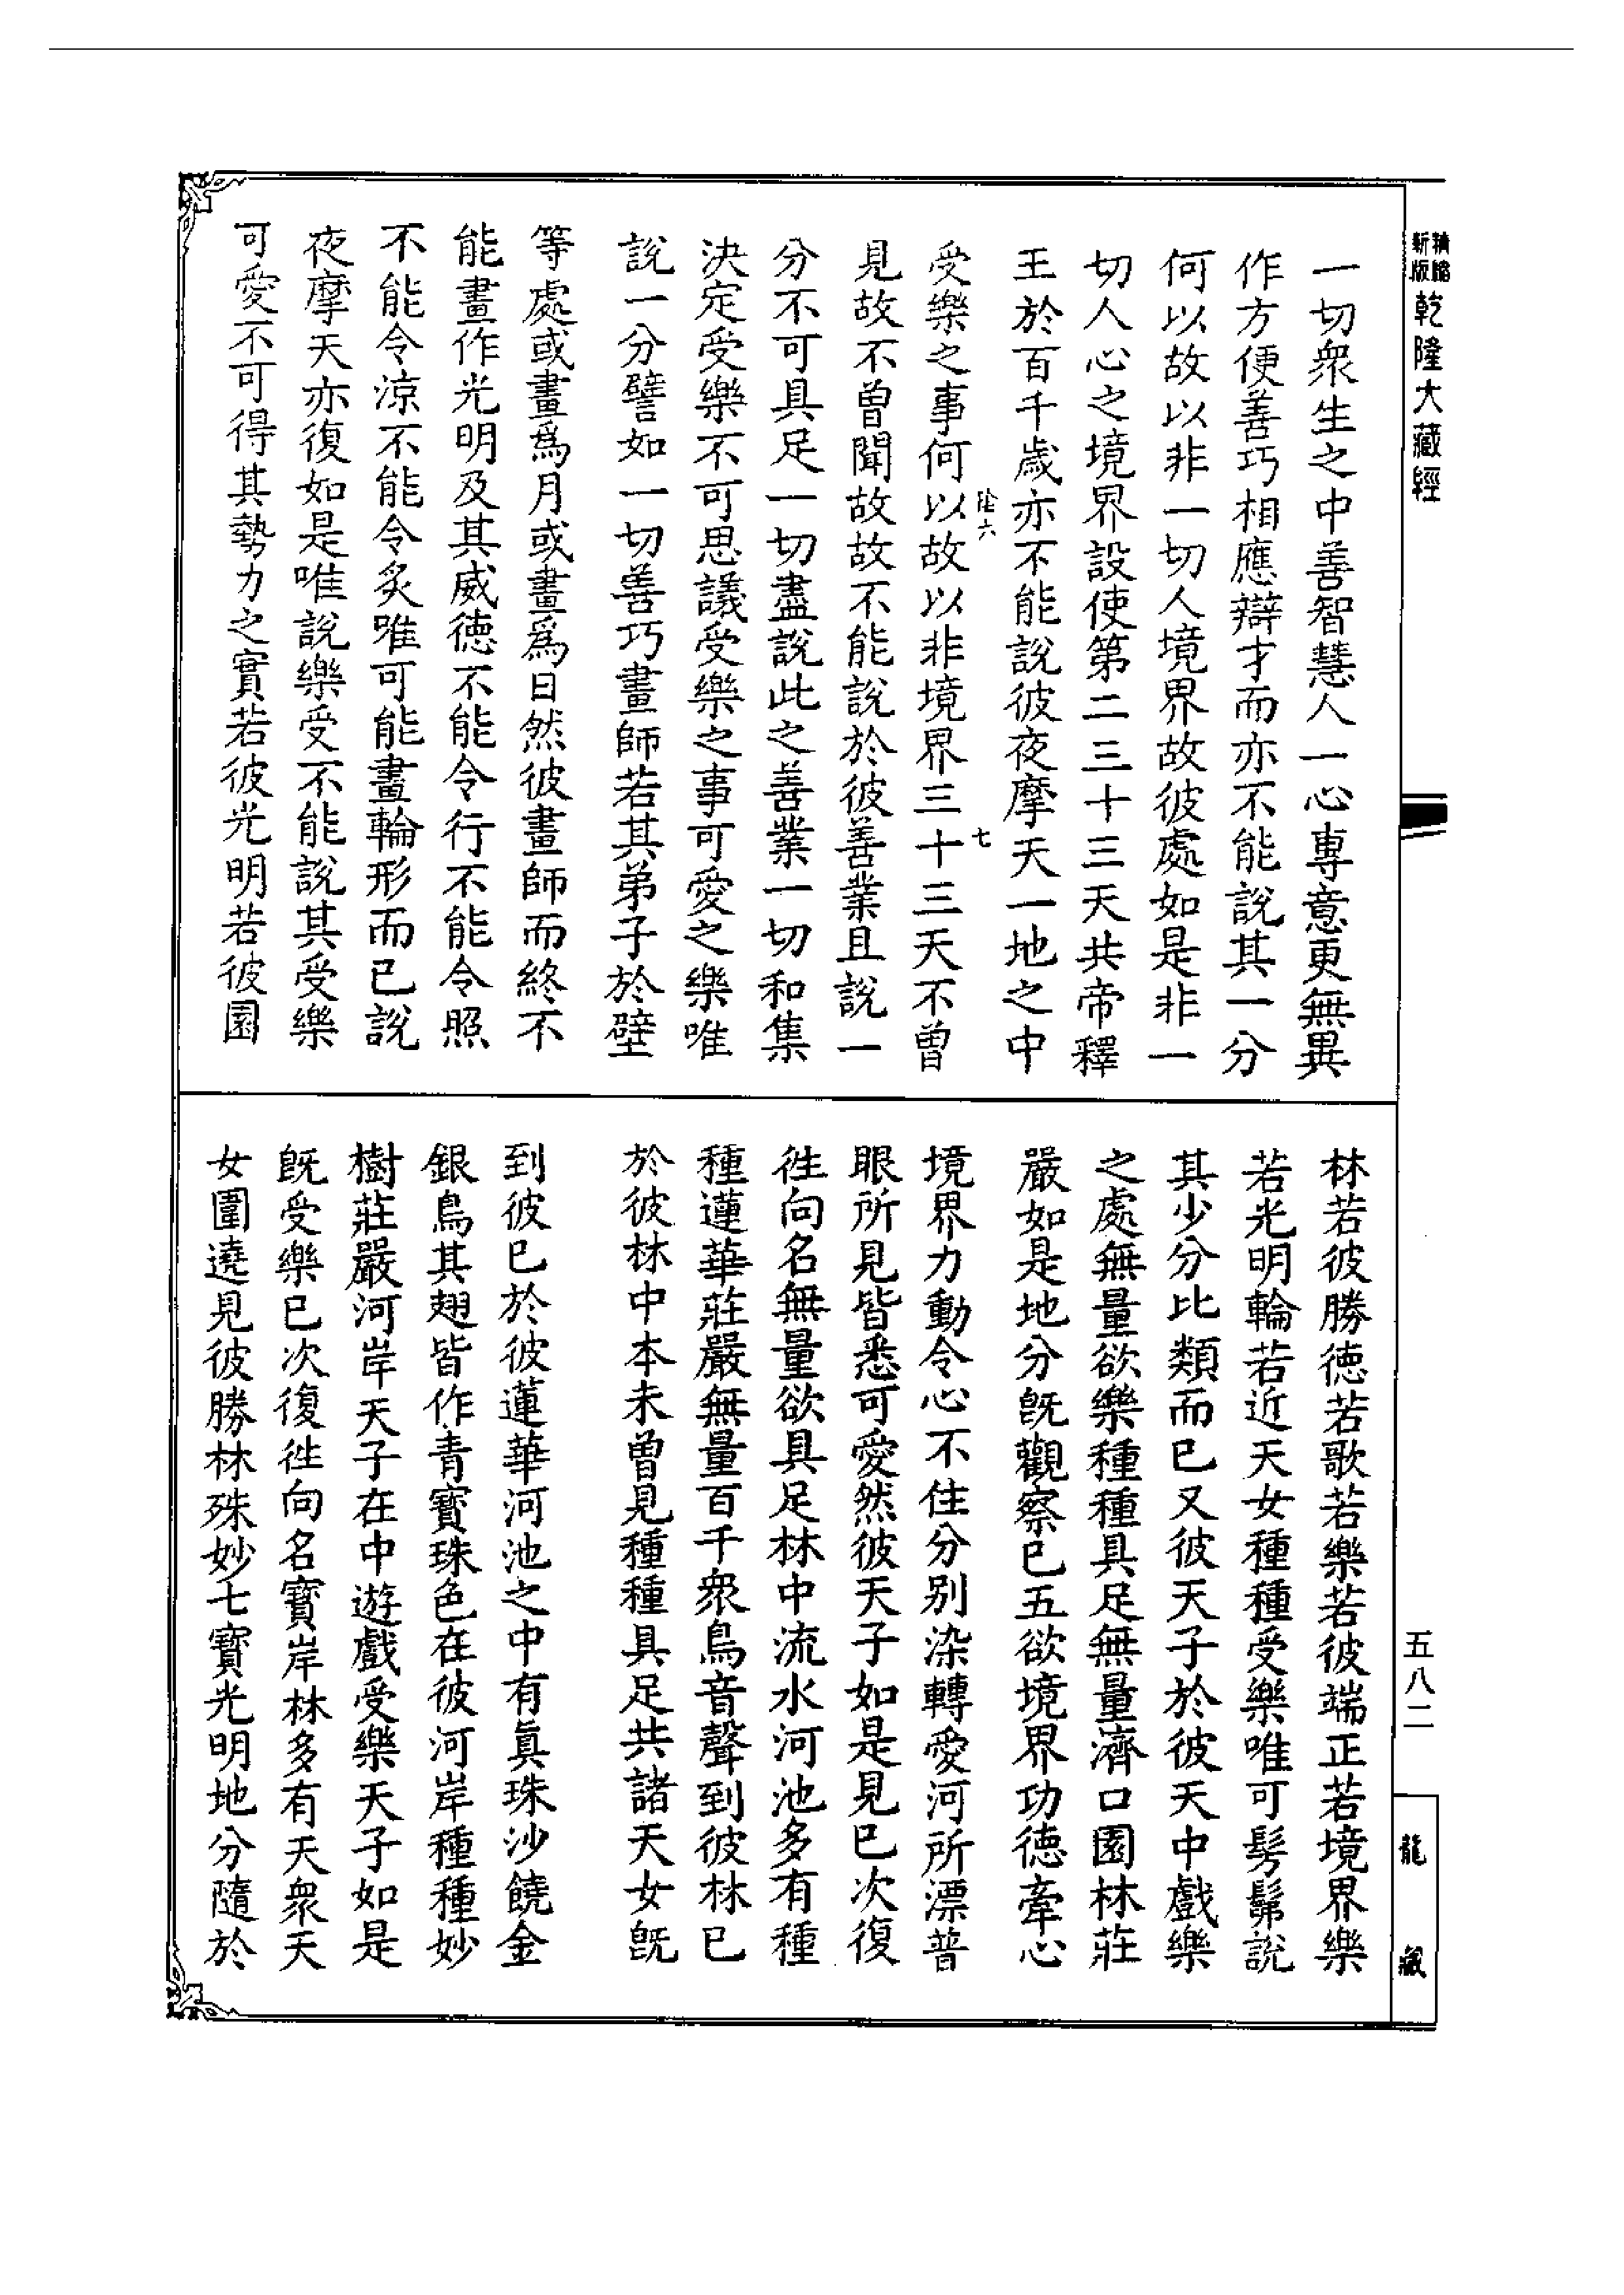 精縮
新版
乾隆大藏經
一切衆生之中善智慧人一心專意更無異
作方便善巧相應辯才而亦不能說其一分
何以故以非一切人境界故彼處如是非一
切人心之境界設使第二三十三天共帝釋
王於百千歲亦不能說彼夜摩天一地之中
陰六
七
受樂之事何以故以非境界三十三天不曾
見故不曾聞故故不能說於彼善業且說一
分不可具足一切盡說此之善業一切和集
決定受樂不可思議受樂之事可愛之樂唯
說一分譬如一切善巧畫師若其弟子於壁
等處或畫爲月或畫爲日然彼畫師而終不
能畫作光明及其威德不能令行不能令照
不能令涼不能令炙唯可能畫輪形而已說
夜摩天亦復如是唯說樂受不能說其受樂
可愛不可得其勢力之實若彼光明若彼園
林若彼勝德若歌若樂若彼端正若境界樂
若光明輪若近天女種種受樂唯可髣髴說
其少分比類而已又彼天子於彼天中戲樂
之處無量欲樂種種具足無量濟口園林莊
嚴如是地分旣觀察已五欲境界功德牽心
境界力動令心不住分别染轉愛河所漂普
眼所見皆悉可愛然彼天子如是見已次復
徃向名無量欲具足林中流水河池多有種
種蓮華莊嚴無量百千衆鳥音聲到彼林已
於彼林中本未曾見種種具足共諸天女旣
到彼已於彼蓮華河池之中有眞珠沙饒金
銀鳥其翅皆作青寶珠色在彼河岸種種妙
樹莊嚴河岸天子在中遊戲受樂天子如是
旣受樂已次復徃向名寶岸林多有天衆天
女圍遶見彼勝林殊妙七寶光明地分隨於
五八二
龍藏